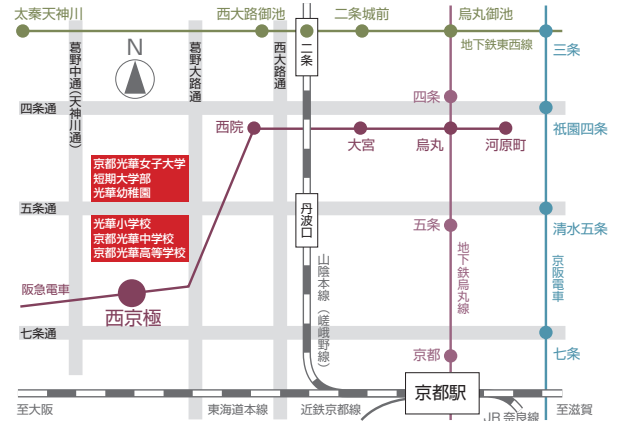 太秦天神川
西大路御池
二条城前
烏丸御池
地下鉄東西線
三条
二条
葛野中通(天神川通)
N
葛野大路通
西大路通
四条通
四条
西院
大宮
烏丸
河原町
祇園四条
京都光華女子大学
短期大学部
光華幼稚園
五条通
丹波口
五条
清水五条
光華小学校
京都光華中学校
京都光華高等学校
地下鉄烏丸線
京阪電車
山陰本線(嵯峨野線)
阪急電車
西京極
七条通
京都
七条
京都駅
至大阪
東海道本線
近鉄京都線
JR奈良線
至滋賀